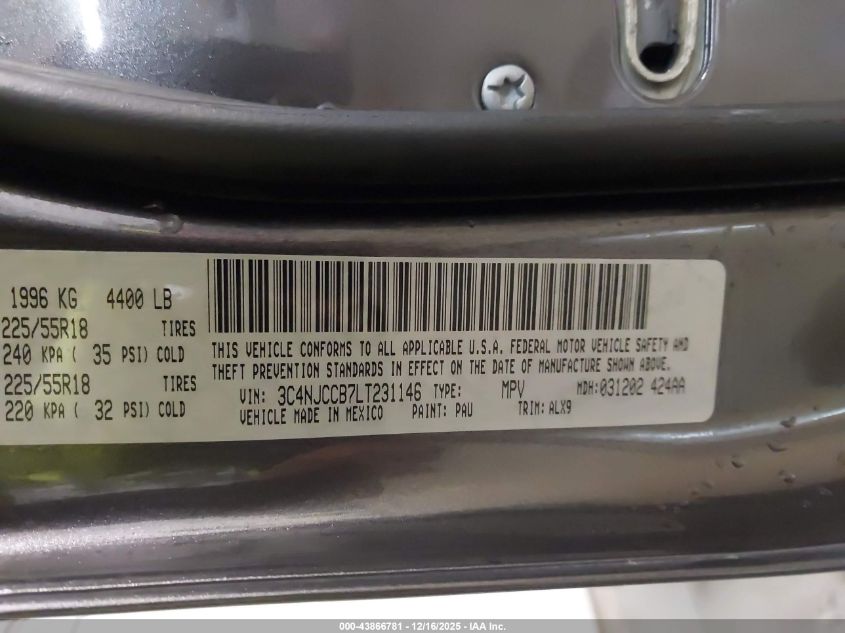 1996 KG 4400 LB
225/55R18 TIRES
240 KPA ( 35 PSI) COLD
225/55R18 TIRES
220 KPA ( 32 PSI) COLD
THIS VEHICLE CONFORMS TO ALL APPLICABLE U.S.A. FEDERAL MOTOR VEHICLE SAFETY AND
THEFT PREVENTION STANDARDS IN EFFECT ON THE DATE OF MANUFACTURE SHOWN ABOVE.
VIN: 3C4NJCCB7LT231146 TYPE: MPV MDH:031202 424AA
VEHICLE MADE IN MEXICO PAINT: PAU TRIM: ALX9
000-43866781 - 12/16/2025 - IAA Inc.